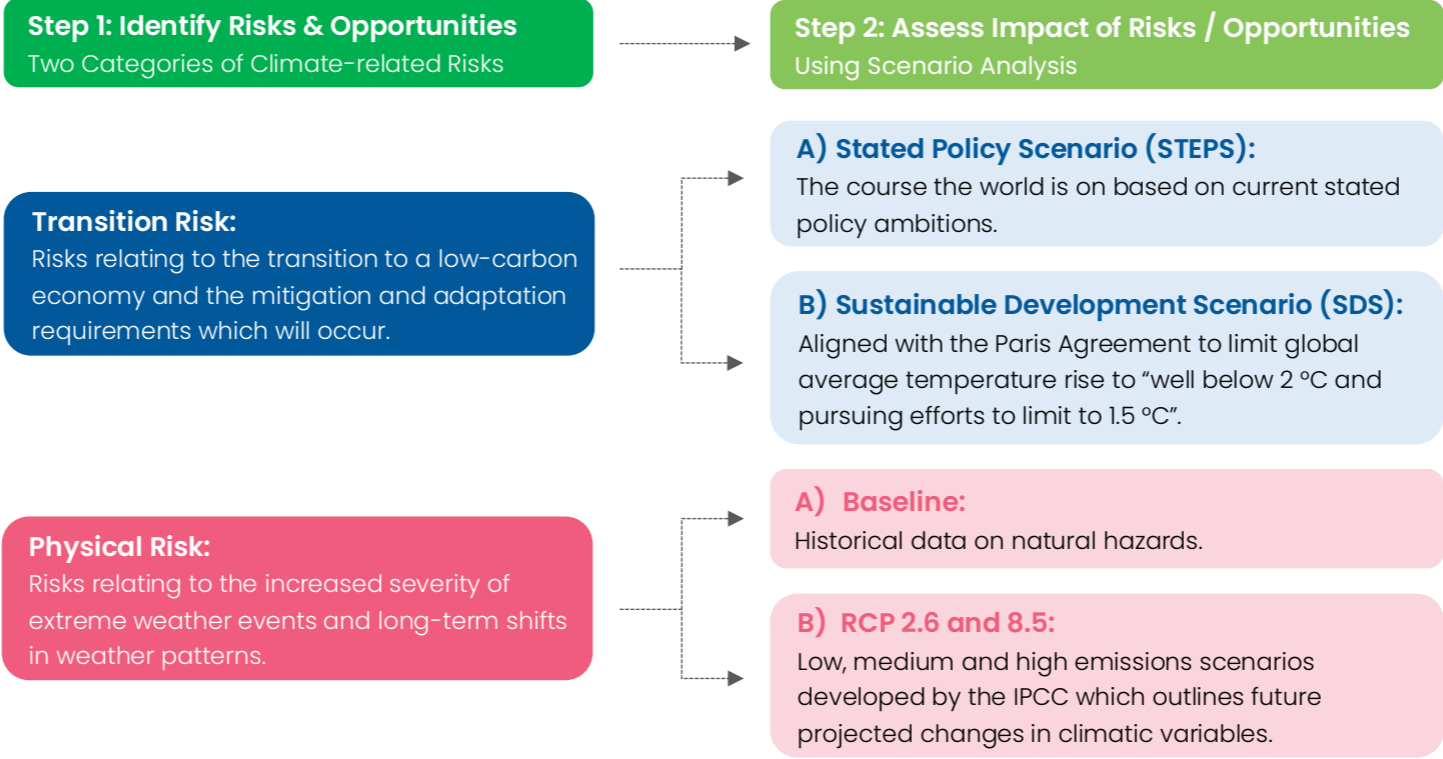 Step 1: Identify Risks & Opportunities
Two Categories of Climate-related Risks
Step 2: Assess Impact of Risks / Opportunities
Using Scenario Analysis
Transition Risk:
Risks relating to the transition to a low-carbon
economy and the mitigation and adaptation
requirements which will occur.
A) Stated Policy Scenario (STEPS):
The course the world is on based on current stated
policy ambitions.
B) Sustainable Development Scenario (SDS):
Aligned with the Paris Agreement to limit global
average temperature rise to “well below 2 ºC and
pursuing efforts to limit to 1.5 ºC”.
Physical Risk:
Risks relating to the increased severity of
extreme weather events and long-term shifts
in weather patterns.
A) Baseline:
Historical data on natural hazards.
B) RCP 2.6 and 8.5:
Low, medium and high emissions scenarios
developed by the IPCC which outlines future
projected changes in climatic variables.